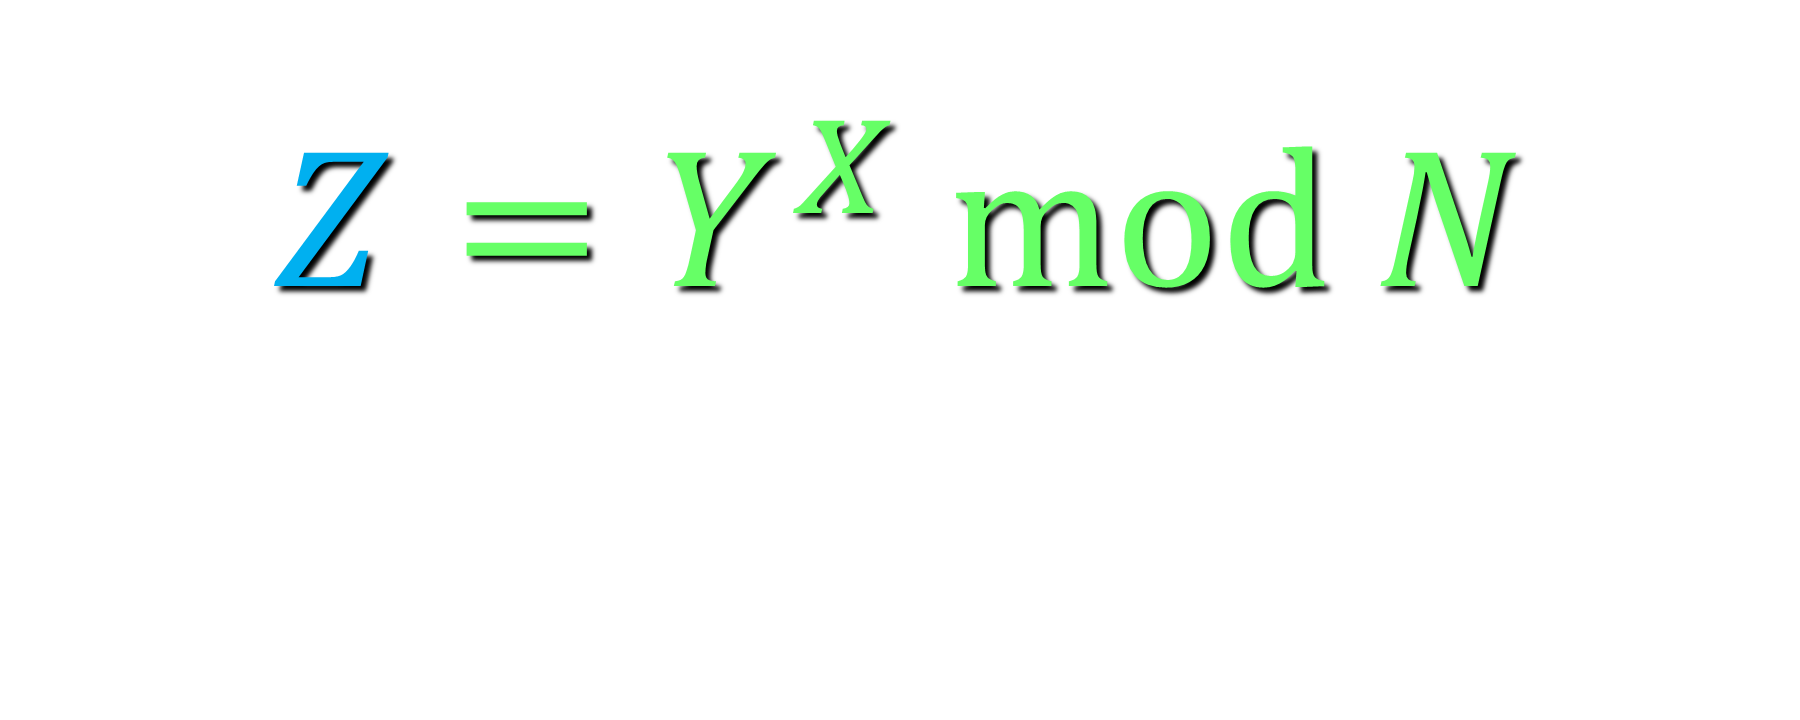 Z = Y^X mod N